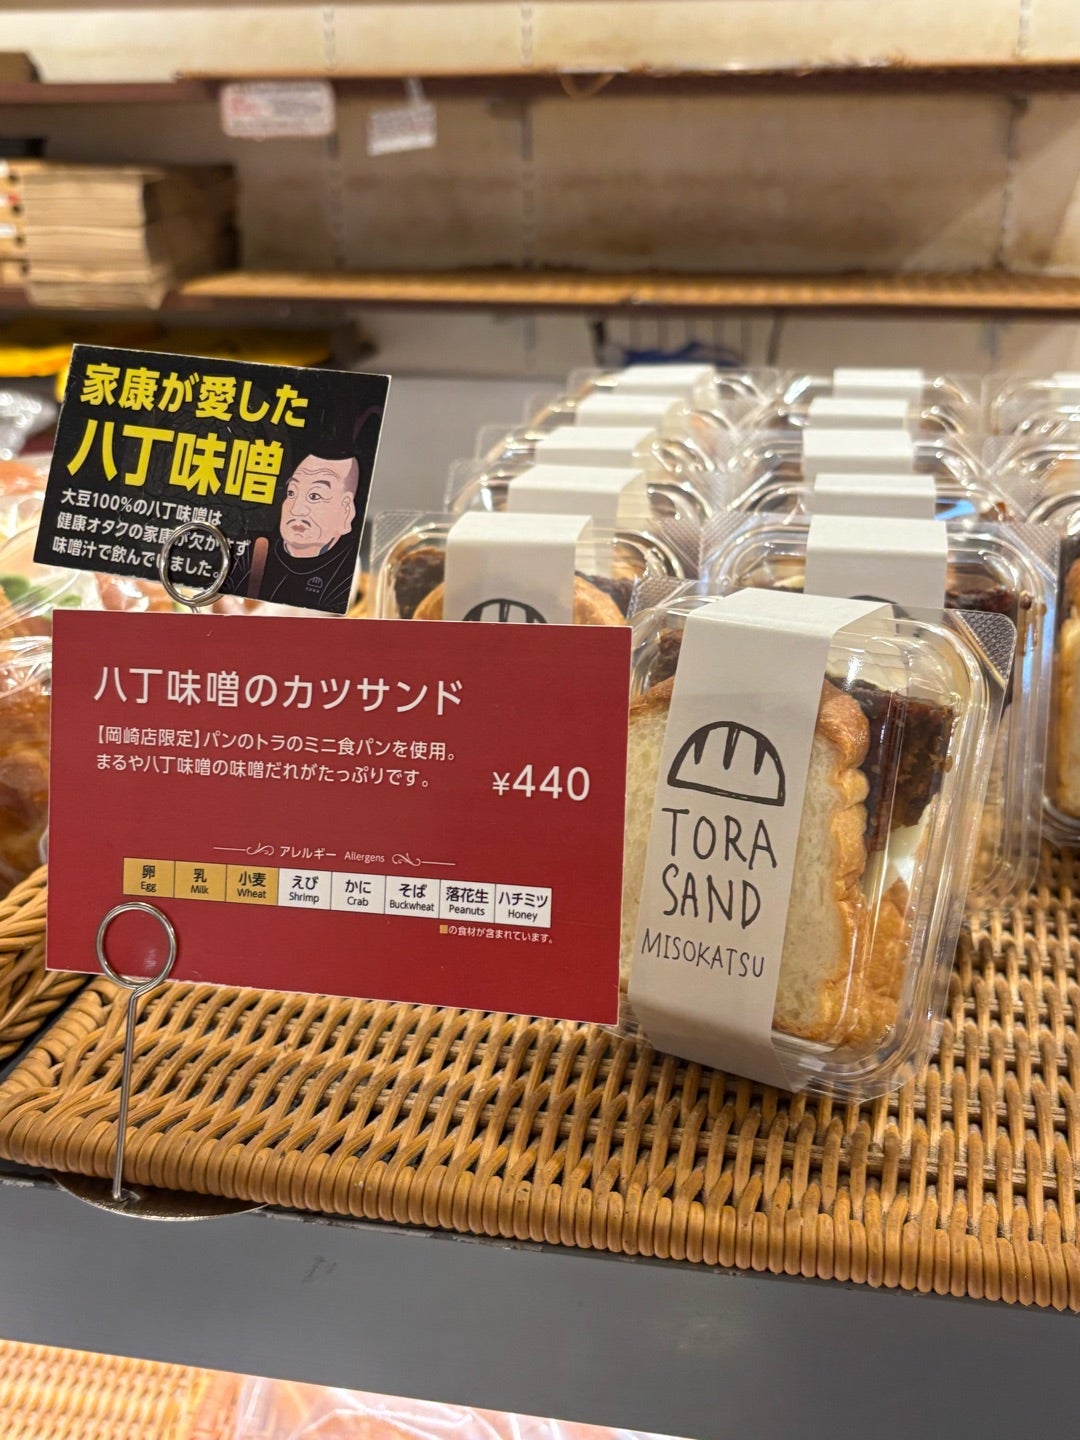 家康が愛した
八丁味噌
大豆100%の八丁味噌は
健康オタクの家康が欠かさず
味噌汁で飲んでいました。
八丁味噌のカツサンド
【岡崎店限定】パンのトラのミニ食パンを使用。
まろや八丁味噌の味噌だれがたっぷりです。
¥440
アレルギー Allergens
卵 乳 小麦 えび かに そば 落花生 ハチミツ
Egg Milk Wheat Shrimp Crab Buckwheat Peanuts Honey
の食材が含まれています。
TORA
SAND
MISOKATSU